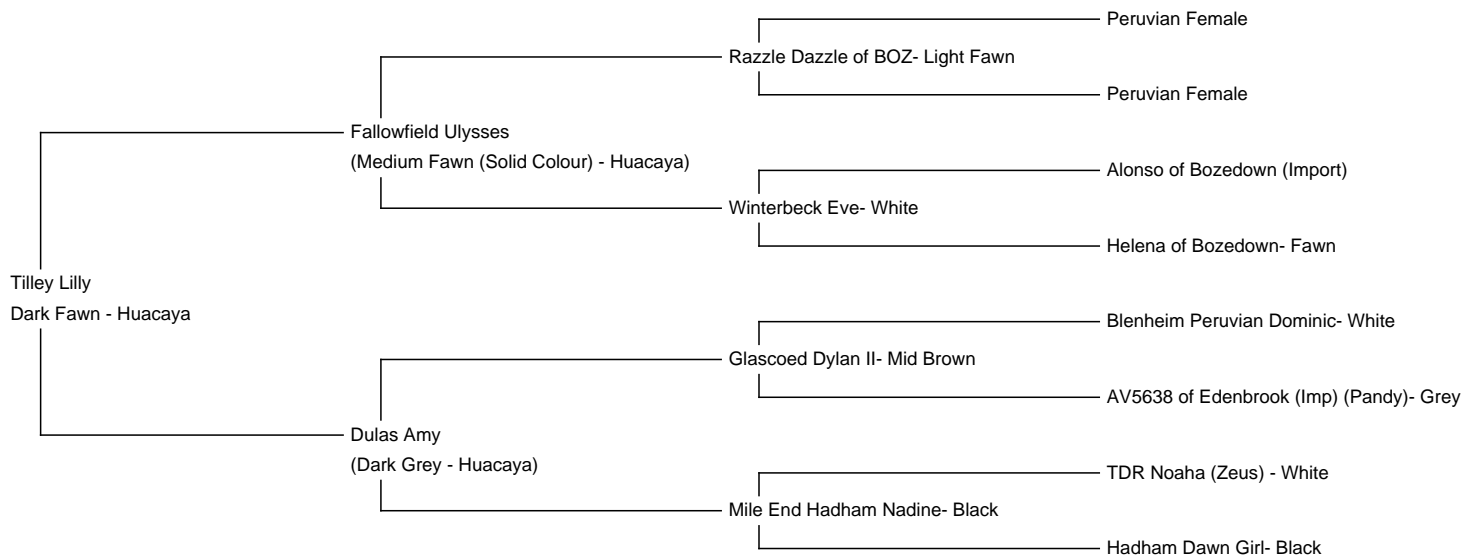 Peruvian Female
Razzle Dazzle of BOZ- Light Fawn
Peruvian Female
Fallowfield Ulysses
(Medium Fawn (Solid Colour) - Huacaya)
Alonso of Bozedown (Import)
Winterbeck Eve- White
Helena of Bozedown- Fawn
Tilley Lilly
Dark Fawn - Huacaya
Blenheim Peruvian Dominic- White
Glascoed Dylan II- Mid Brown
AV5638 of Edenbrook (Imp) (Pandy)- Grey
Dulas Amy
(Dark Grey - Huacaya)
TDR Noaha (Zeus) - White
Mile End Hadham Nadine- Black
Hadham Dawn Girl- Black